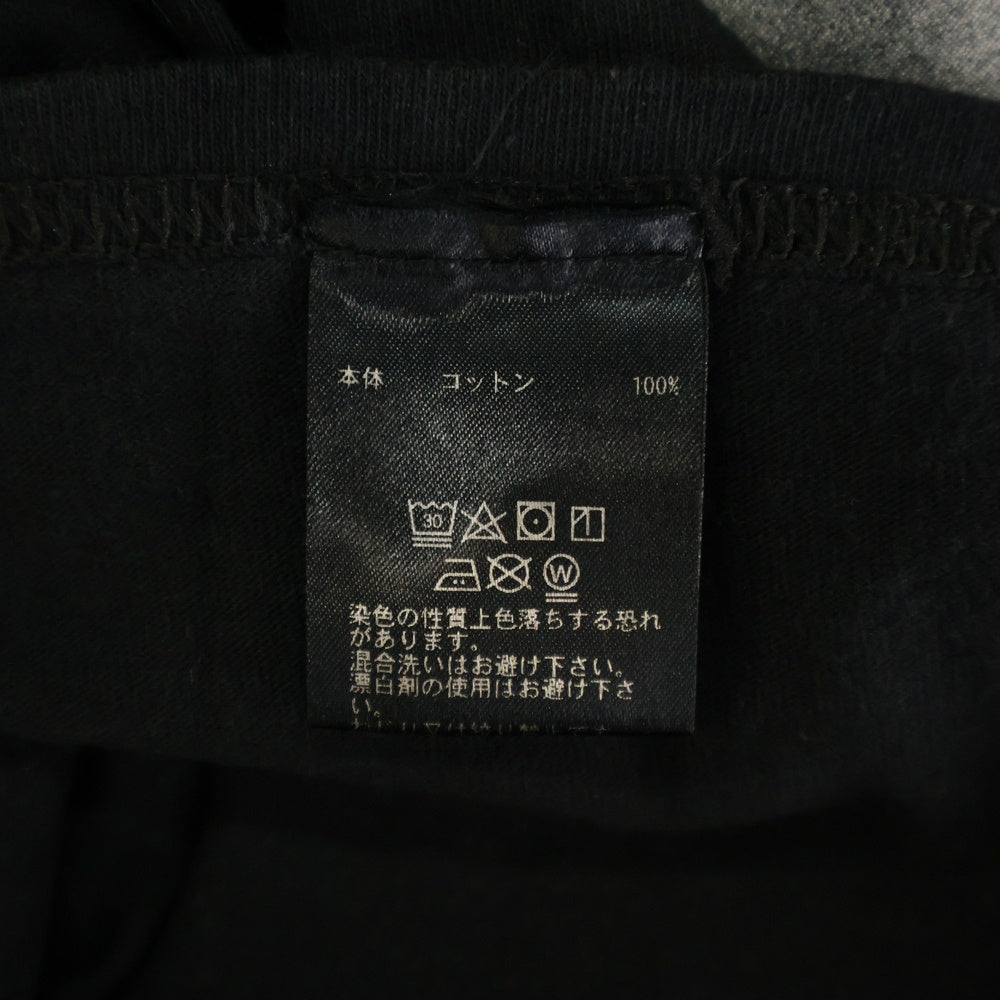 本体 コットン 100%
30
W
染色の性質上色落ちする恐れ
があります。
混合洗いはお避け下さい。
漂白剤の使用はお避け下さ
い。